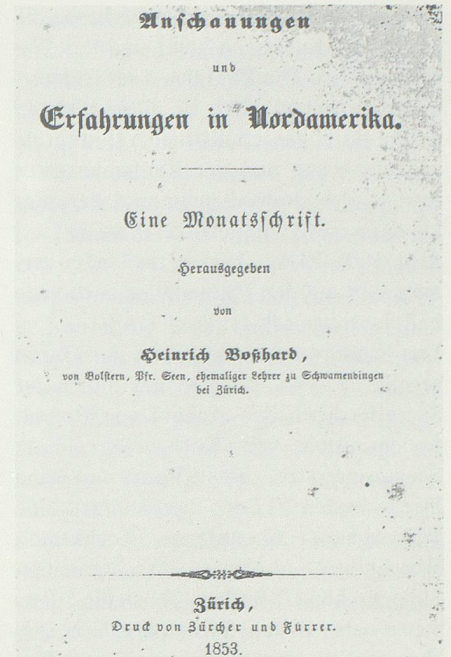 Anschauungen
und
Erfahrungen in Nordamerika.
Eine Monatsschrift.
Herausgegeben
von
Heinrich Boßhard,
von Bolstern, Pfr. Seen, ehemaliger Lehrer zu Schwamendingen
bei Zürich.
Zürich,
Druck von Zürcher und Furrer.
1853.